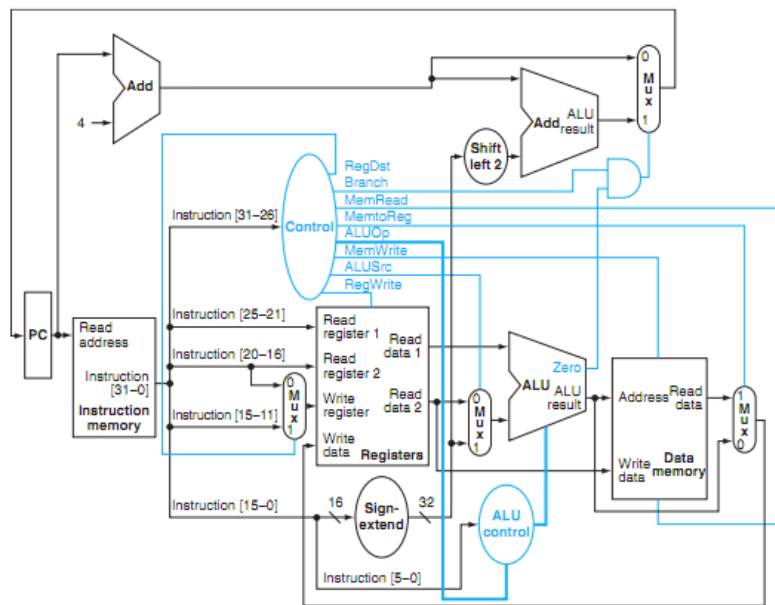 0
M
u
x
1
Add
4
Add ALU
result
Shift
left 2
RegDst
Branch
MemRead
MemtoReg
ALUOp
MemWrite
ALUSrc
RegWrite
Control
Instruction [31–26]
Instruction [25–21]
Instruction [20–16]
Instruction [15–11]
Instruction [15–0]
PC
Read
address
Instruction
[31–0]
Instruction
memory
0
M
u
x
1
Read
register 1
Read
register 2
Write
register
Write
data
Read
data 1
Read
data 2
Registers
0
M
u
x
1
Zero
ALU ALU
result
Address
Read
data
Write
data
Data
memory
1
M
u
x
0
16
Sign-
extend
32
ALU
control
Instruction [5–0]